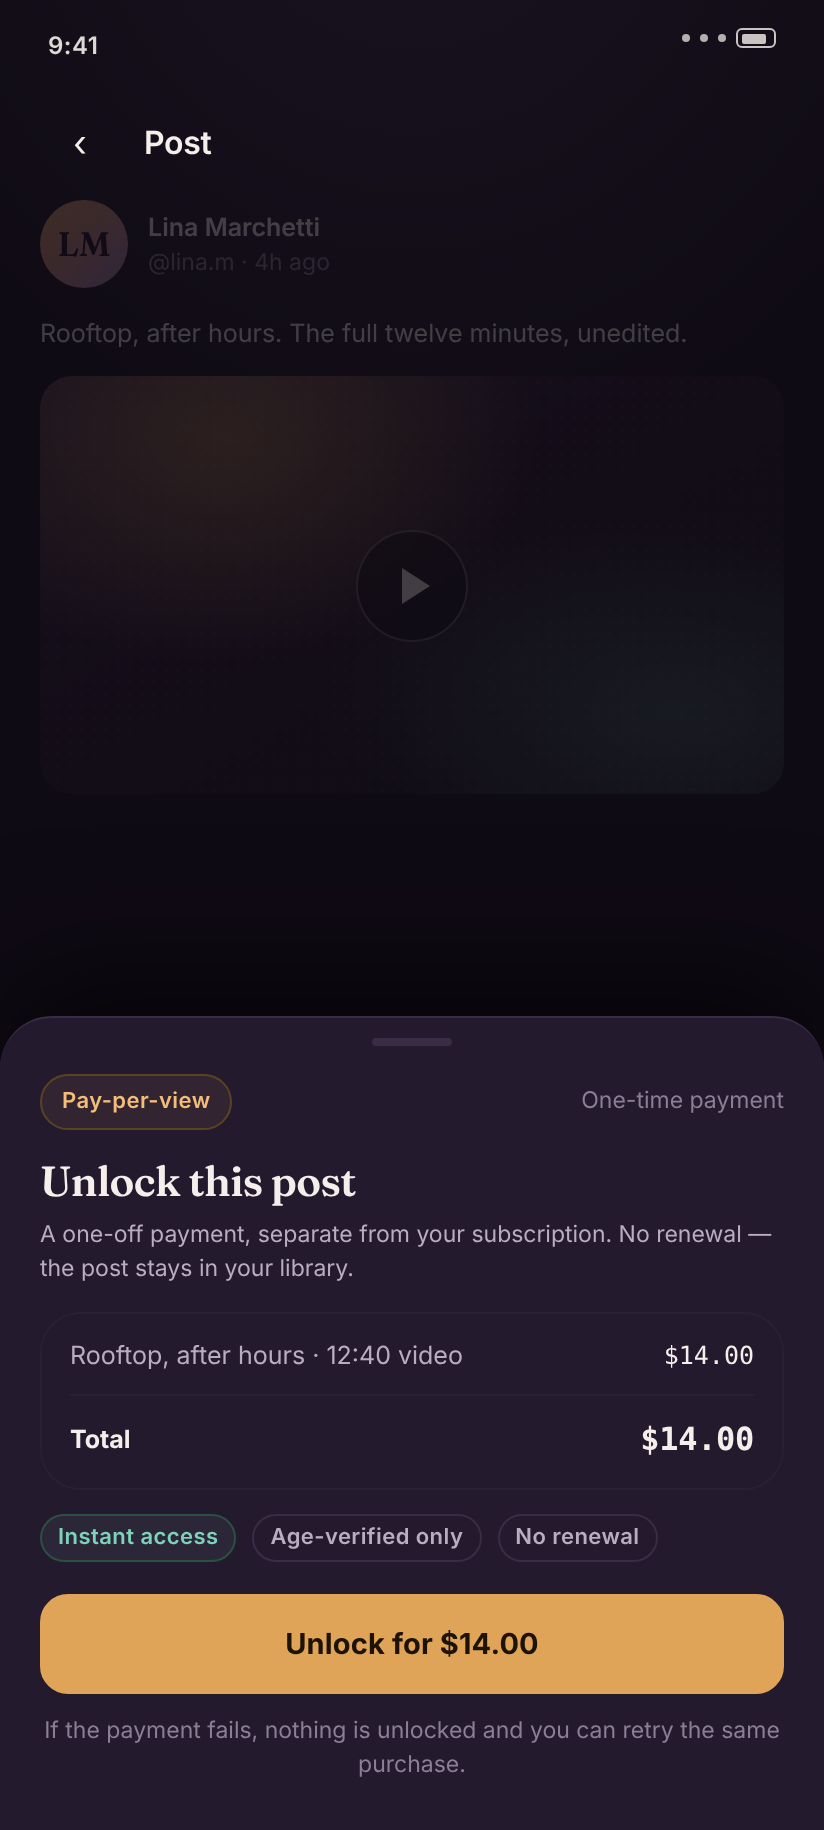 9:41
‹ Post
LM
Lina Marchetti
@lina.m · 4h ago
Rooftop, after hours. The full twelve minutes, unedited.
Pay-per-view
One-time payment
Unlock this post
A one-off payment, separate from your subscription. No renewal —
the post stays in your library.
Rooftop, after hours · 12:40 video $14.00
Total $14.00
Instant access
Age-verified only
No renewal
Unlock for $14.00
If the payment fails, nothing is unlocked and you can retry the same
purchase.